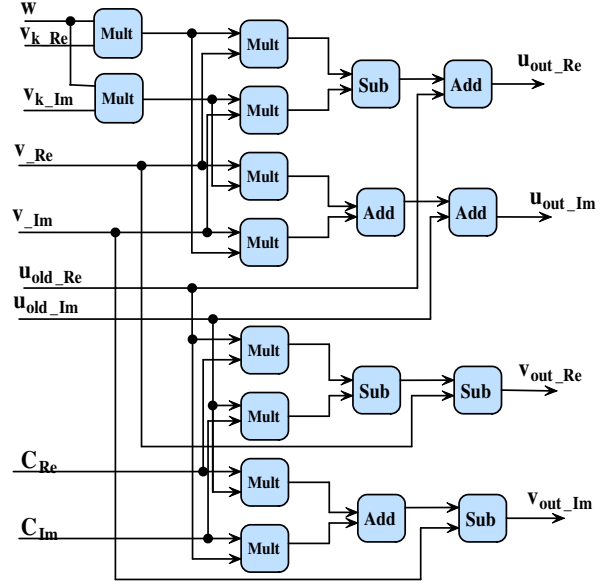 w
v_k_Re
Mult
Mult
u_out_Re
Sub
Add
v_k_Im
Mult
Mult
v_Re
Mult
u_out_Im
Add
Add
v_Im
Mult
u_old_Re
u_old_Im
Mult
v_out_Re
Sub
Sub
Mult
C_Re
Mult
v_out_Im
Add
Sub
C_Im
Mult